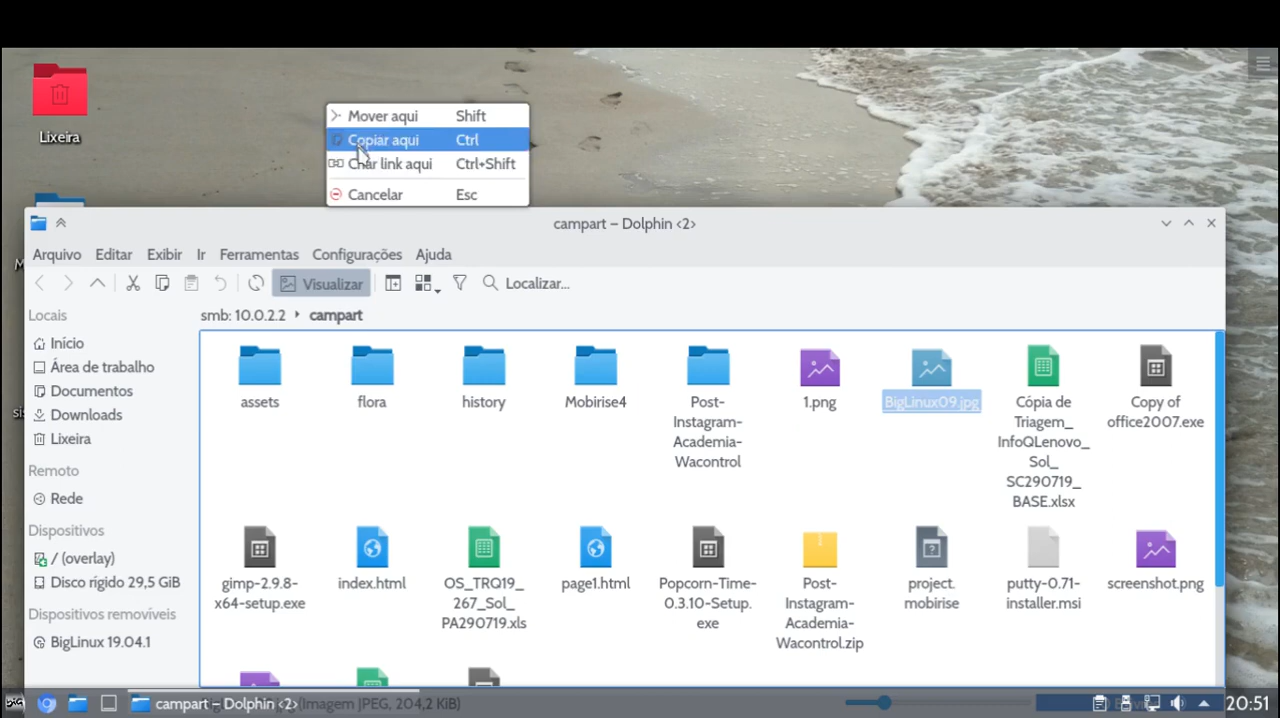 Lixeira
Mover aqui Shift
Copiar aqui Ctrl
Criar link aqui Ctrl+Shift
Cancelar Esc
campart – Dolphin <2>
Arquivo Editar Exibir Ir Ferramentas Configurações Ajuda
Visualizar Localizar...
Locais
Início
Área de trabalho
Documentos
Downloads
Lixeira
Remoto
Rede
Dispositivos
/ (overlay)
Disco rígido 29,5 GiB
Dispositivos removíveis
BigLinux 19.04.1
smb: 10.0.2.2 campart
assets
flora
history
Mobirise4
Post-
Instagram-
Academia-
Wacontrol
1.png
BigLinux09.jpg
Cópia de
Triagem_
InfoQLenovo_
Sol_
SC290719_
BASE.xlsx
Copy of
office2007.exe
gimp-2.9.8-
x64-setup.exe
index.html
OS_TRQ19_
267_Sol_
PA290719.xls
page1.html
Popcorn-Time-
0.3.10-Setup.
exe
Post-
Instagram-
Academia-
Wacontrol.zip
project.
mobirise
putty-0.71-
installer.msi
screenshot.png
campart – Dolphin <2>
(Imagem JPEG, 204,2 KiB)
20:51